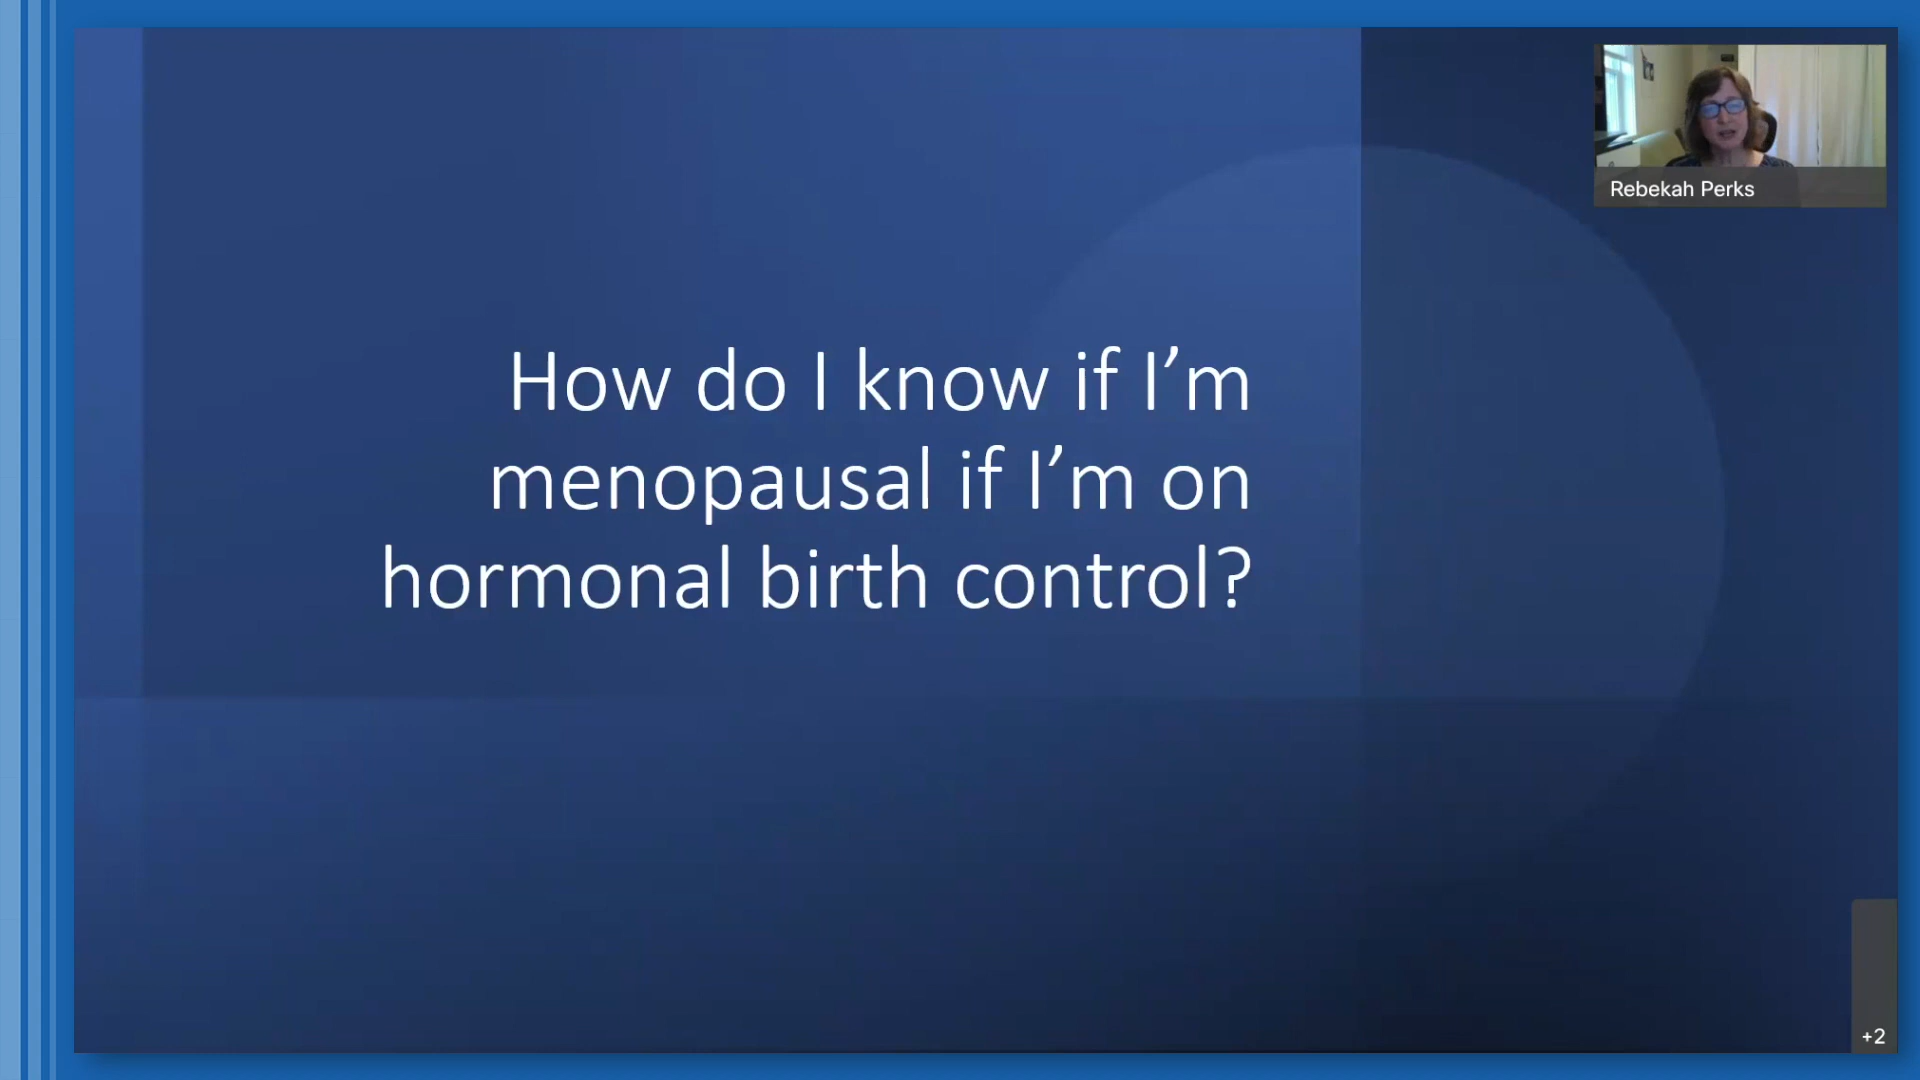 Rebekah Perks
How do I know if I’m
menopausal if I’m on
hormonal birth control?
+2